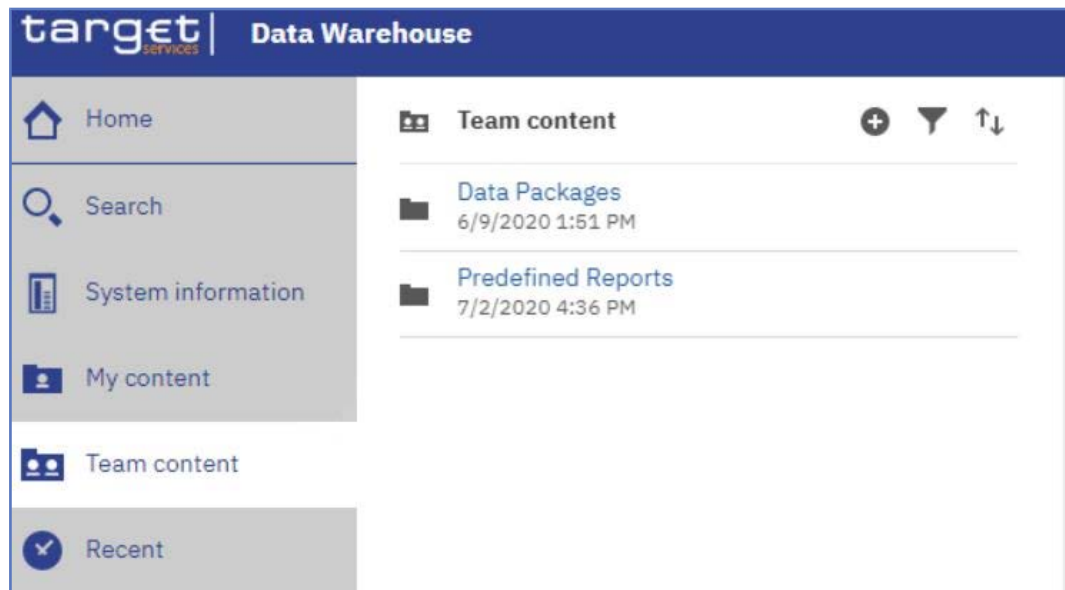 target services | Data Warehouse
Home
Search
System information
My content
Team content
Recent
Team content
Data Packages
6/9/2020 1:51 PM
Predefined Reports
7/2/2020 4:36 PM